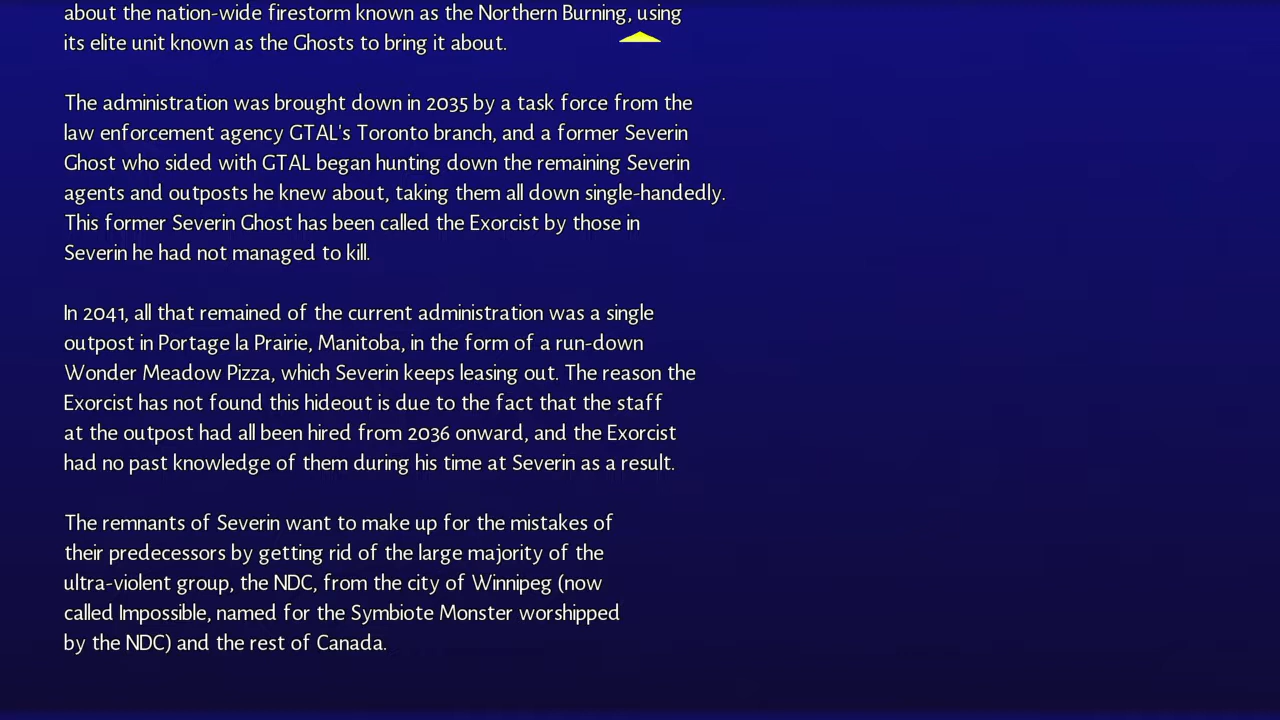 about the nation-wide firestorm known as the Northern Burning, using
its elite unit known as the Ghosts to bring it about.
The administration was brought down in 2035 by a task force from the
law enforcement agency GTAL's Toronto branch, and a former Severin
Ghost who sided with GTAL began hunting down the remaining Severin
agents and outposts he knew about, taking them all down single-handedly.
This former Severin Ghost has been called the Exorcist by those in
Severin he had not managed to kill.
In 2041, all that remained of the current administration was a single
outpost in Portage la Prairie, Manitoba, in the form of a run-down
Wonder Meadow Pizza, which Severin keeps leasing out. The reason the
Exorcist has not found this hideout is due to the fact that the staff
at the outpost had all been hired from 2036 onward, and the Exorcist
had no past knowledge of them during his time at Severin as a result.
The remnants of Severin want to make up for the mistakes of
their predecessors by getting rid of the large majority of the
ultra-violent group, the NDC, from the city of Winnipeg (now
called Impossible, named for the Symbiote Monster worshipped
by the NDC) and the rest of Canada.